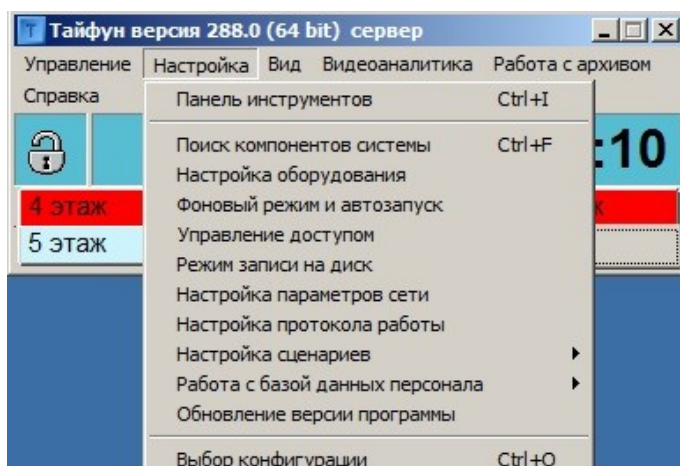 Тайфун версия 288.0 (64 bit) сервер
Управление Настройка Вид Видеоаналитика Работа с архивом
Справка
Панель инструментов Ctrl+I
:10
Поиск компонентов системы Ctrl+F
Настройка оборудования
4 этаж
Фоновый режим и автозапуск
5 этаж
Управление доступом
Режим записи на диск
Настройка параметров сети
Настройка протокола работы
Настройка сценариев
Работа с базой данных персонала
Обновление версии программы
Выбор конфигурации Ctrl+O